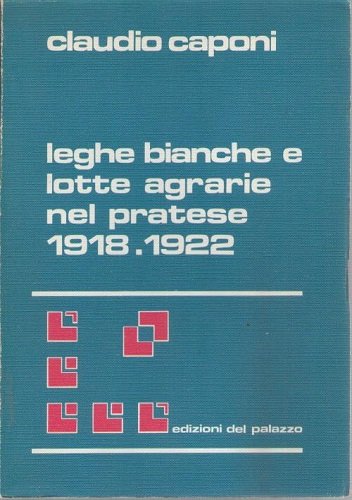 claudio caponi
leghe bianche e
lotte agrarie
nel pratese
1918.1922
edizioni del palazzo